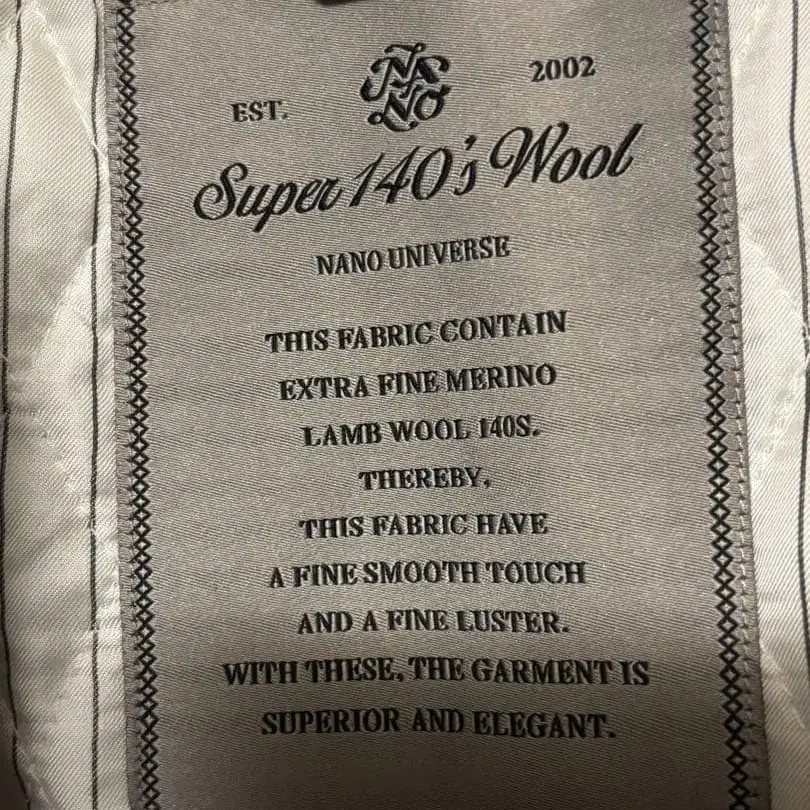 EST.
2002
Super 140's Wool
NANO UNIVERSE
THIS FABRIC CONTAIN
EXTRA FINE MERINO
LAMB WOOL 140S.
THEREBY,
THIS FABRIC HAVE
A FINE SMOOTH TOUCH
AND A FINE LUSTER.
WITH THESE, THE GARMENT IS
SUPERIOR AND ELEGANT.